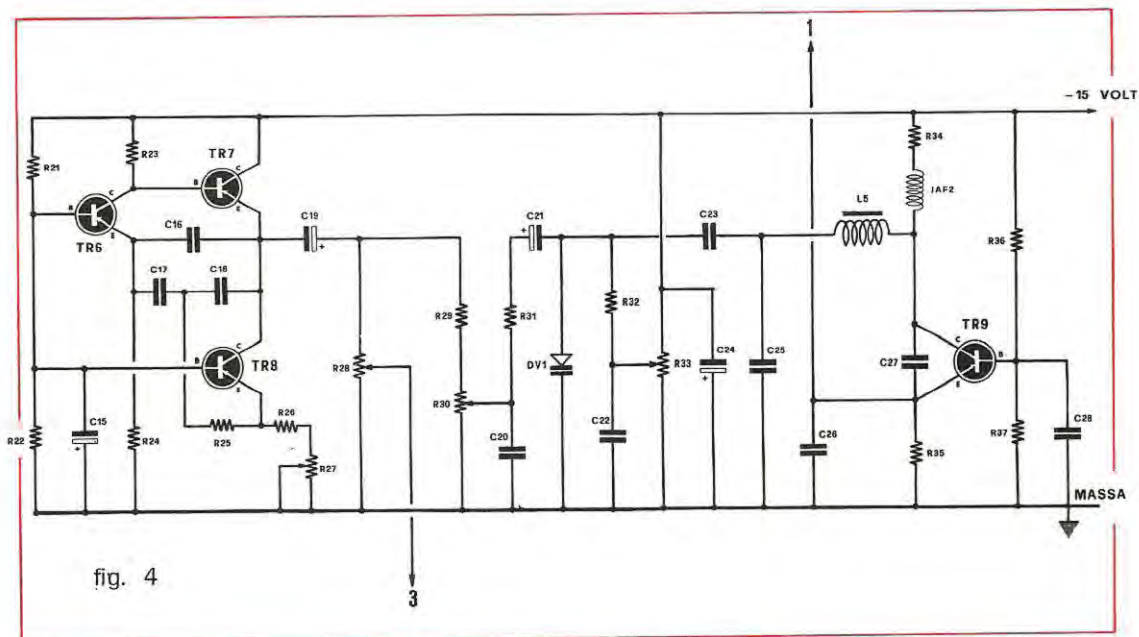 1
-15 VOLT
R21
R23
TR7
B
C
E
R34
JAF2
C19
+
C21
+
C23
L5
B
C
E
TR6
C16
R36
C17
C18
R29
R31
R32
TR9
B
C
E
TR8
B
C
E
R28
DV1
R33
C24
+
C25
C27
R30
R22
C15
+
R24
R25
R26
R27
C20
C22
C26
R35
R37
C28
MASSA
fig. 4
3